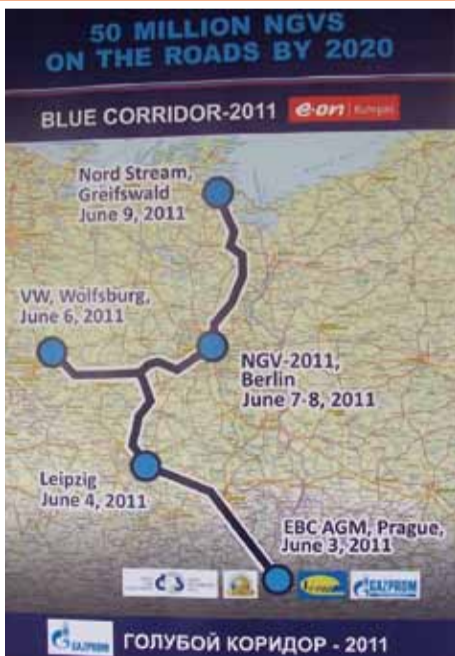 50 MILLION NGVS
ON THE ROADS BY 2020
BLUE CORRIDOR-2011
e·on Ruhrgas
Nord Stream,
Greifswald
June 9, 2011
VW, Wolfsburg,
June 6, 2011
NGV-2011,
Berlin
June 7-8, 2011
Leipzig
June 4, 2011
EBC AGM, Prague,
June 3, 2011
GAZPROM
GAZPROM
ГОЛУБОЙ КОРИДОР - 2011